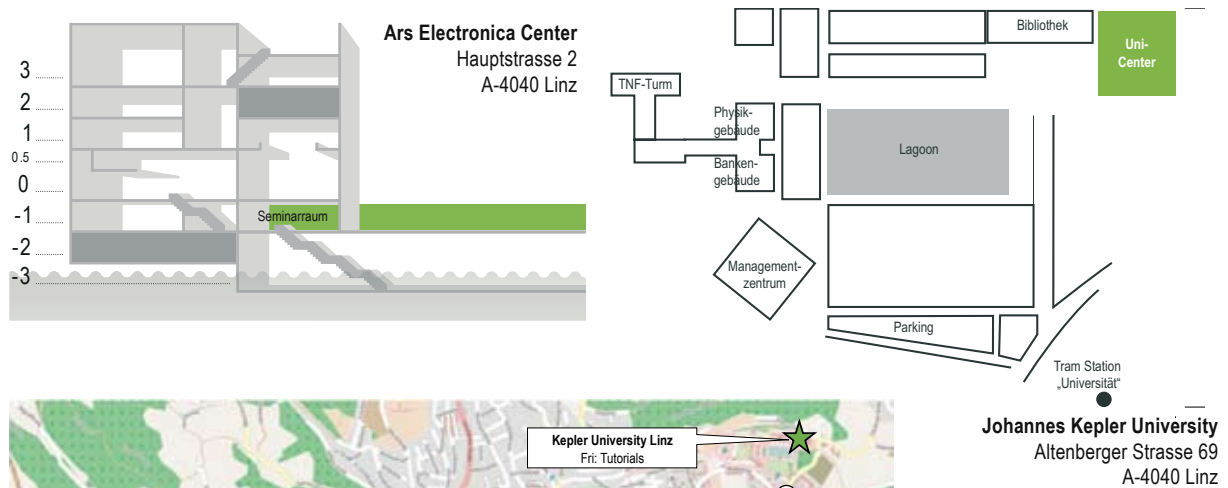 Ars Electronica Center
Hauptstrasse 2
A-4040 Linz
3
2
1
0.5
0
-1
-2
-3
Seminarraum
Bibliothek
Uni-
Center
TNF-Turm
Physik-
gebäude
Banken-
gebäude
Lagoon
Management-
zentrum
Parking
Tram Station
„Universität“
Johannes Kepler University
Altenberger Strasse 69
A-4040 Linz
Kepler University Linz
Fri: Tutorials